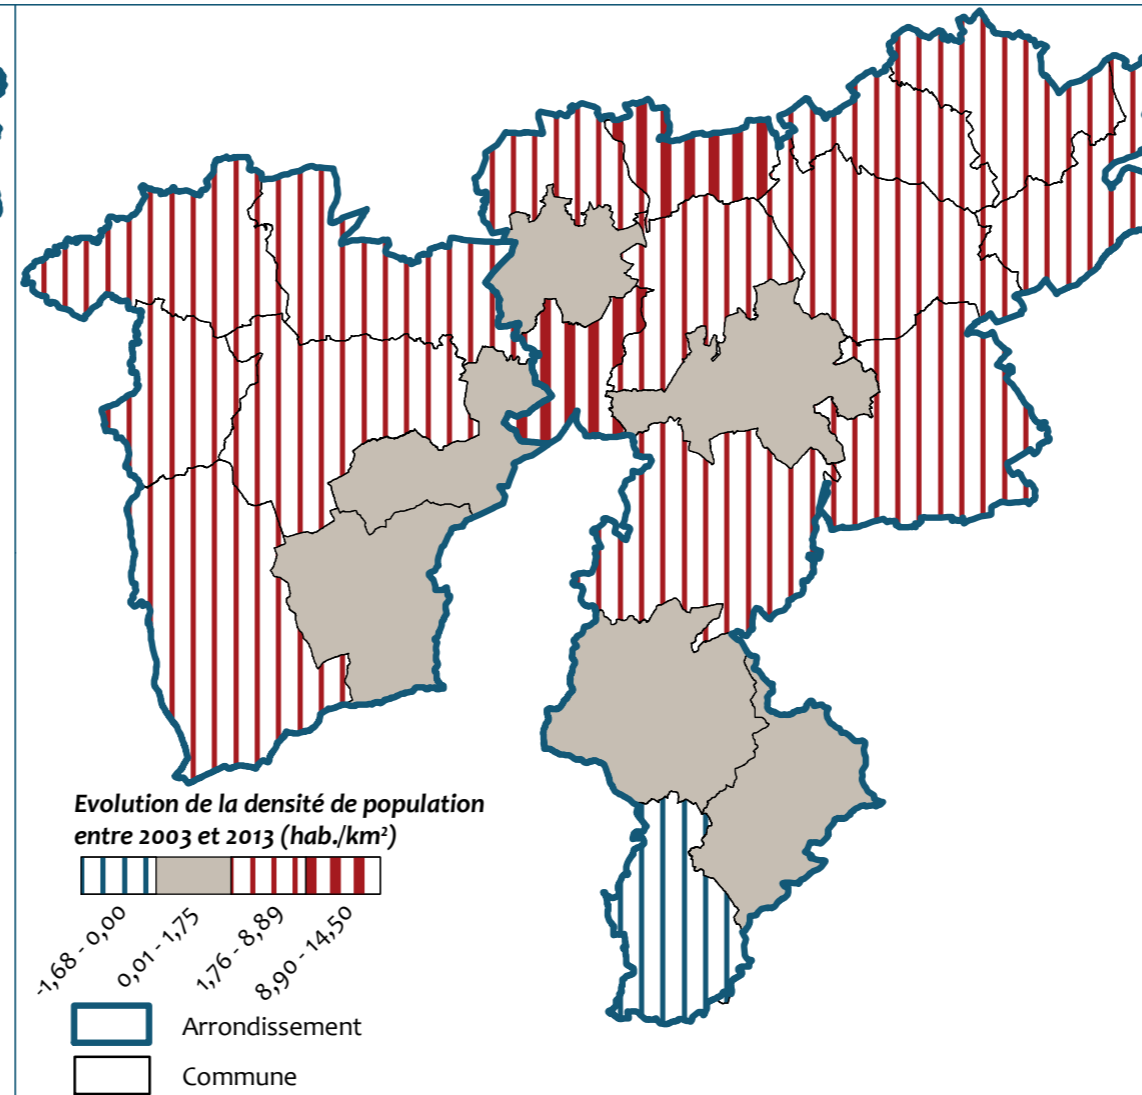 Evolution de la densité de population
entre 2003 et 2013 (hab./km²)
-1,68 - 0,00
0,01 - 1,75
1,76 - 8,89
8,90 - 14,50
Arrondissement
Commune